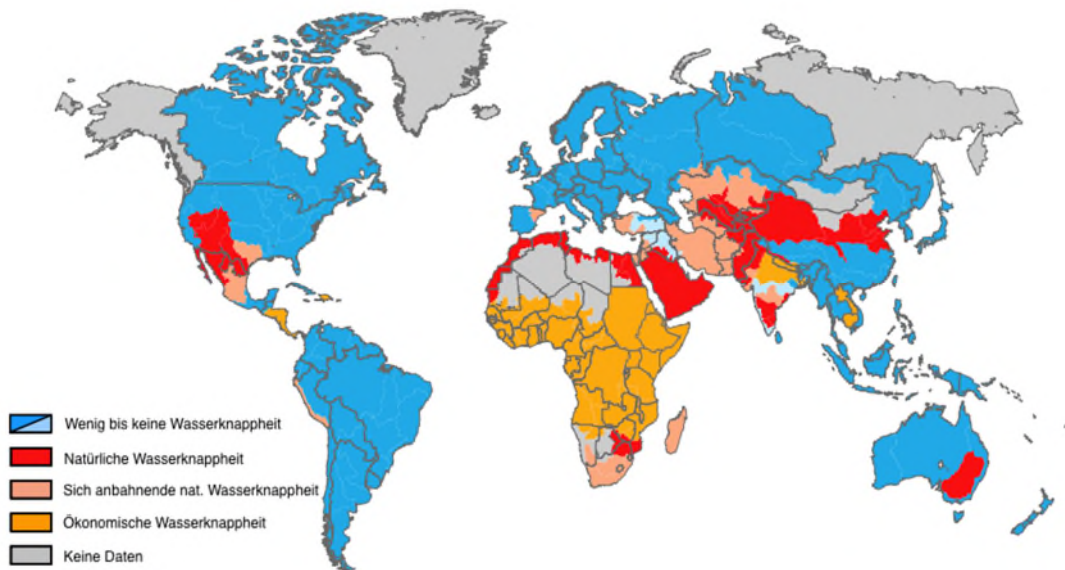 Wenig bis keine Wasserknappheit
Natürliche Wasserknappheit
Sich anbahnende nat. Wasserknappheit
Ökonomische Wasserknappheit
Keine Daten